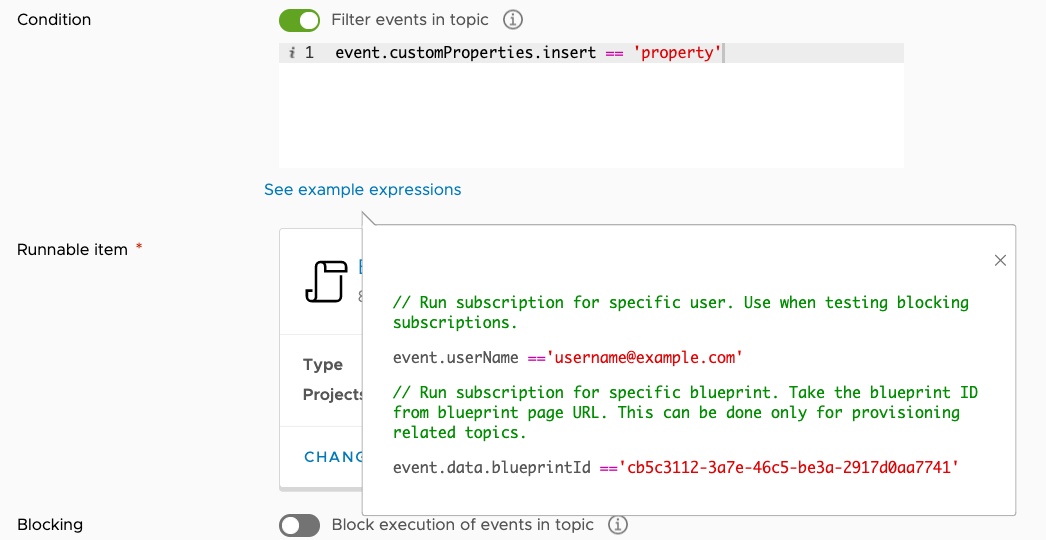 Condition
Filter events in topic
i 1 event.customProperties.insert == 'property'
See example expressions
Runnable item *
// Run subscription for specific user. Use when testing blocking
subscriptions.
event.userName =='username@example.com'
// Run subscription for specific blueprint. Take the blueprint ID
from blueprint page URL. This can be done only for provisioning
related topics.
event.data.blueprintId =='cb5c3112-3a7e-46c5-be3a-2917d0aa7741'
Type
Projects
CHANG
Blocking
Block execution of events in topic